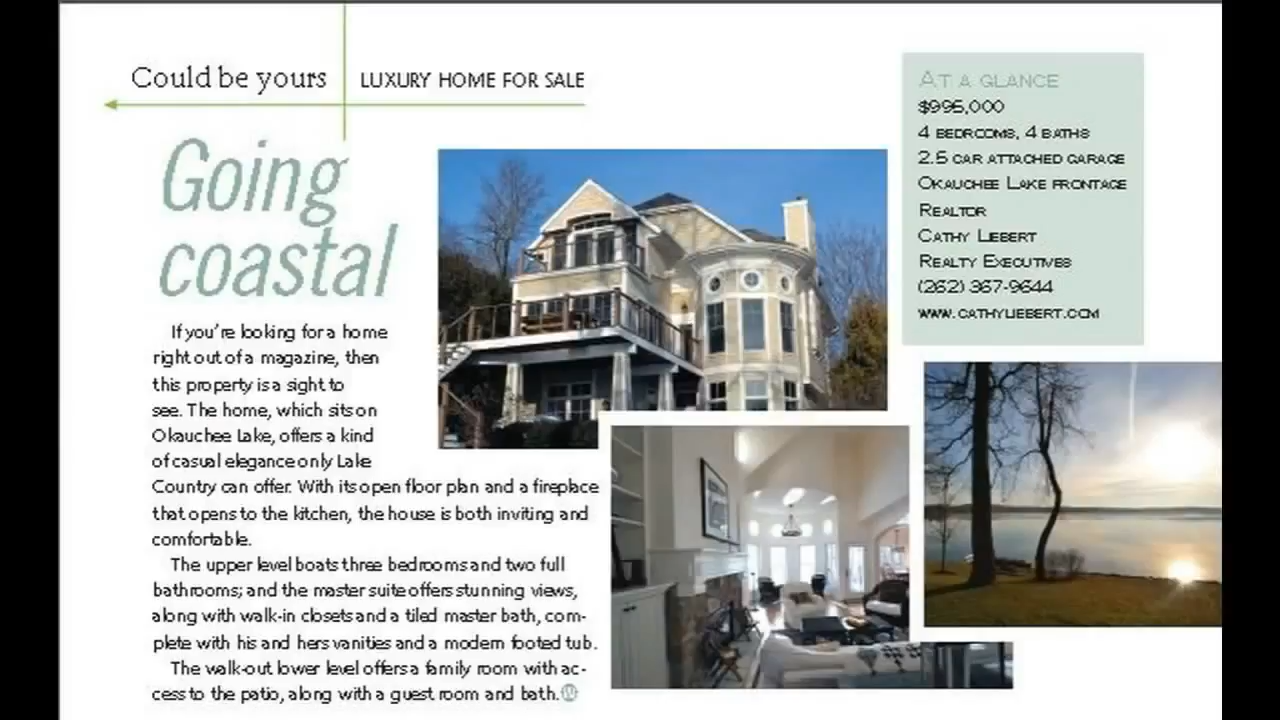 Could be yours
LUXURY HOME FOR SALE
Going
coastal
If you're looking for a home
right out of a magazine, then
this property is a sight to
see. The home, which sits on
Okauchee Lake, offers a kind
of casual elegance only Lake
Country can offer. With its open floor plan and a fireplace
that opens to the kitchen, the house is both inviting and
comfortable.
The upper level boats three bedrooms and two full
bathrooms; and the master suite offers stunning views,
along with walk-in closets and a tiled master bath, com-
plete with his and hers vanities and a modern footed tub.
The walk-out lower level offers a family room with ac-
cess to the patio, along with a guest room and bath.
AT A GLANCE
$995,000
4 BEDROOMS, 4 BATHS
2.5 CAR ATTACHED GARAGE
OKAUCHEE LAKE FRONTAGE
REALTOR
CATHY LIEBERT
REALTY EXECUTIVES
(262) 367-9644
WWW.CATHYLIEBERT.COM